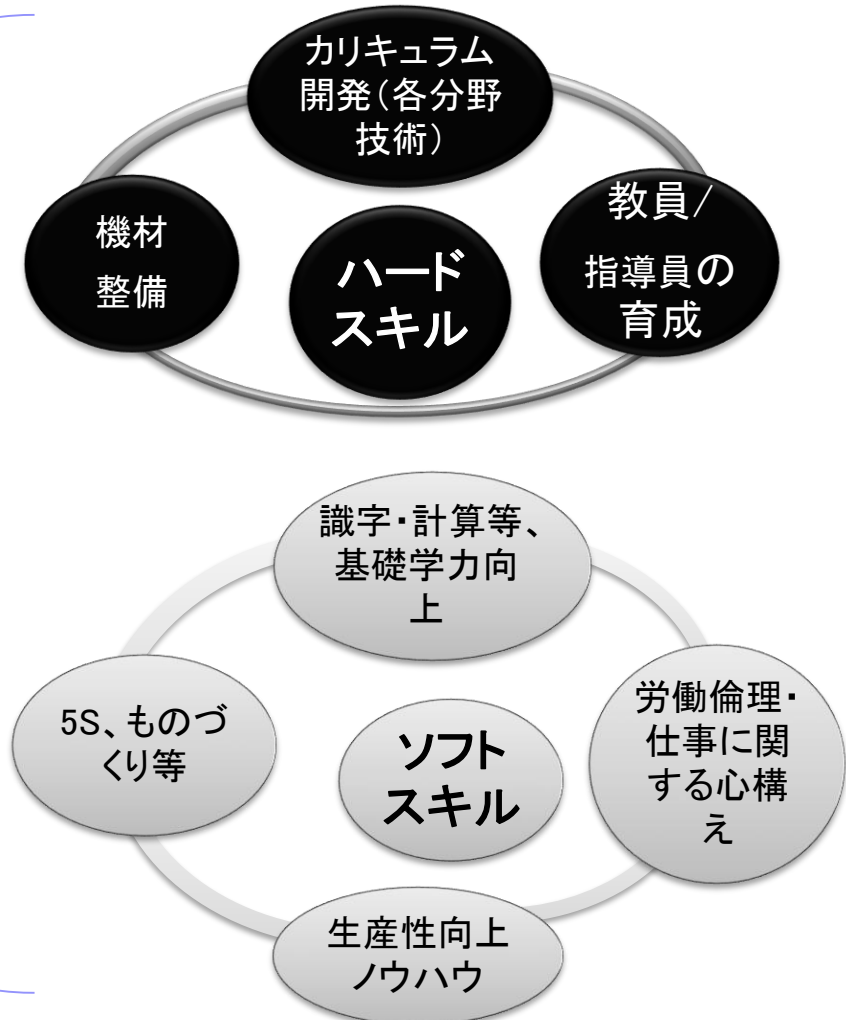 カリキュラム
開発(各分野
技術)
機材
整備
ハード
スキル
教員/
指導員の
育成
識字・計算等、
基礎学力向
上
5S、ものづ
くり等
ソフト
スキル
労働倫理・
仕事に関
する心構
え
生産性向上
ノウハウ